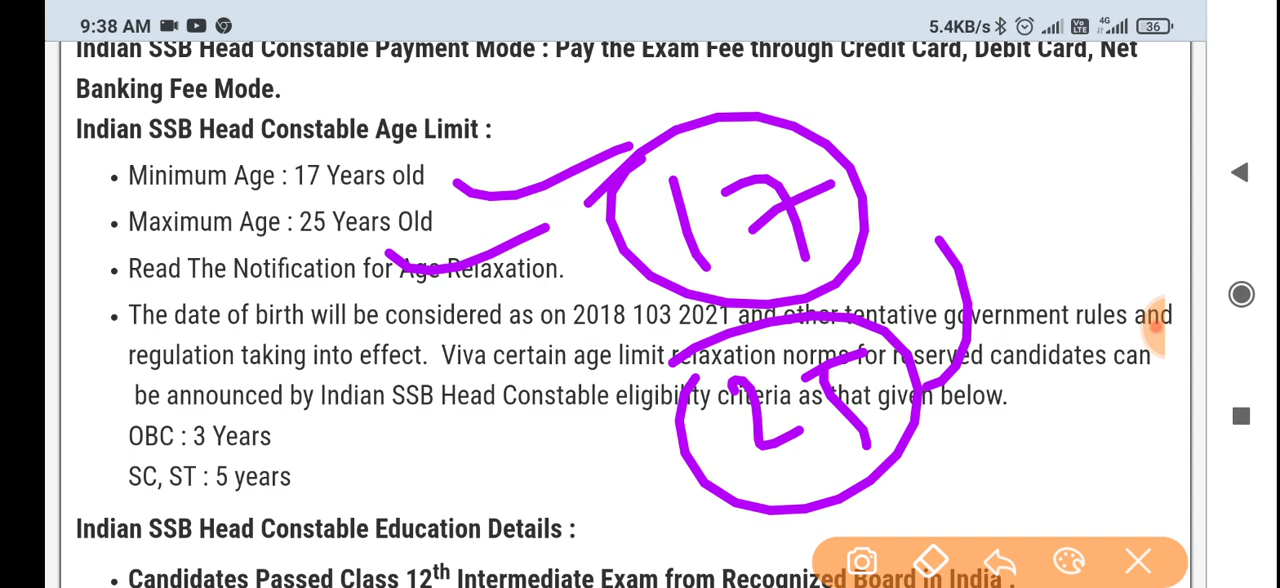 9:38 AM 5.4KB/s Vo LTE 4G 36
Indian SSB Head Constable Payment Mode : Pay the Exam Fee through Credit Card, Debit Card, Net
Banking Fee Mode.
Indian SSB Head Constable Age Limit :
• Minimum Age : 17 Years old
• Maximum Age : 25 Years Old
17
• Read The Notification for Age Relaxation.
• The date of birth will be considered as on 2018 103 2021 and other tentative government rules and
regulation taking into effect. Viva certain age limit relaxation norms for reserved candidates can
be announced by Indian SSB Head Constable eligibility criteria as that given below.
25
OBC : 3 Years
SC, ST : 5 years
Indian SSB Head Constable Education Details :
• Candidates Passed Class 12th Intermediate Exam from Recognized Board in India .